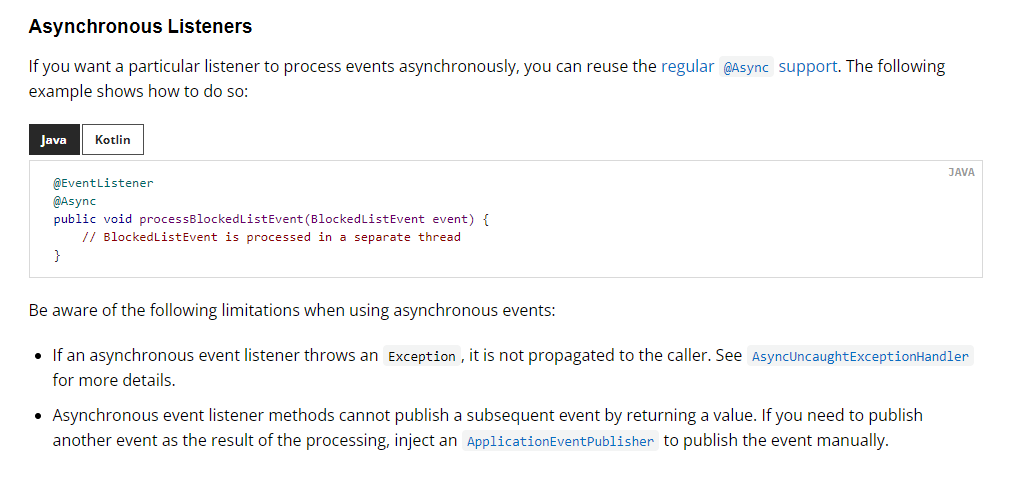 Asynchronous Listeners
If you want a particular listener to process events asynchronously, you can reuse the regular @Async support. The following
example shows how to do so:
Java Kotlin
JAVA
@EventListener
@Async
public void processBlockedListEvent(BlockedListEvent event) {
    // BlockedListEvent is processed in a separate thread
}
Be aware of the following limitations when using asynchronous events:
• If an asynchronous event listener throws an Exception, it is not propagated to the caller. See AsyncUncaughtExceptionHandler
for more details.
• Asynchronous event listener methods cannot publish a subsequent event by returning a value. If you need to publish
another event as the result of the processing, inject an ApplicationEventPublisher to publish the event manually.